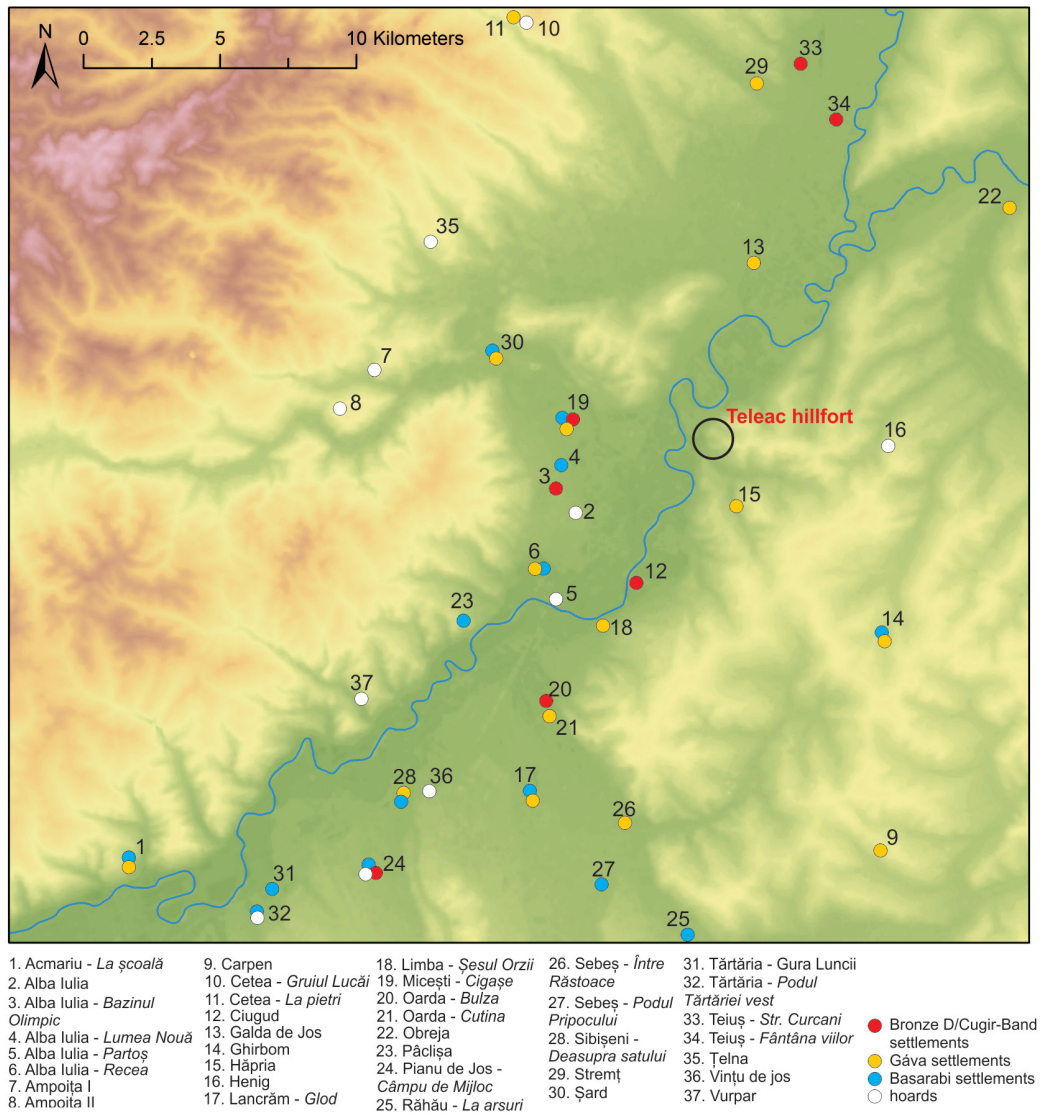 N
0 2.5 5 10 Kilometers
11
10
33
29
34
22
35
13
30
7
8
19
Teleac hillfort
16
4
3
2
15
6
12
5
23
18
14
37
20
21
28
36
17
26
9
1
24
31
27
32
25
1. Acmariu - La școală
2. Alba Iulia
3. Alba Iulia - Bazinul
Olimpic
4. Alba Iulia - Lumea Nouă
5. Alba Iulia - Partoș
6. Alba Iulia - Recea
7. Ampoița I
8. Ampoita II
9. Carpen
10. Cetea - Gruiul Lucăi
11. Cetea - La pietri
12. Ciugud
13. Galda de Jos
14. Ghirbom
15. Hăpria
16. Henig
17. Lancrăm - Glod
18. Limba - Șesul Orzii
19. Micești - Cigașe
20. Oarda - Bulza
21. Oarda - Cutina
22. Obreja
23. Pâclișa
24. Pianu de Jos -
Câmpu de Mijloc
25. Răhău - La arsuri
26. Sebeș - Între
Răstoace
27. Sebeș - Podul
Pripocului
28. Sibișeni -
Deasupra satului
29. Stremț
30. Șard
31. Tărtăria - Gura Luncii
32. Tărtăria - Podul
Tărtăriei vest
33. Teiuș - Str. Curcani
34. Teiuș - Fântâna viilor
35. Țelna
36. Vințu de jos
37. Vurpar
Bronze D/Cugir-Band
settlements
Gáva settlements
Basarabi settlements
hoards